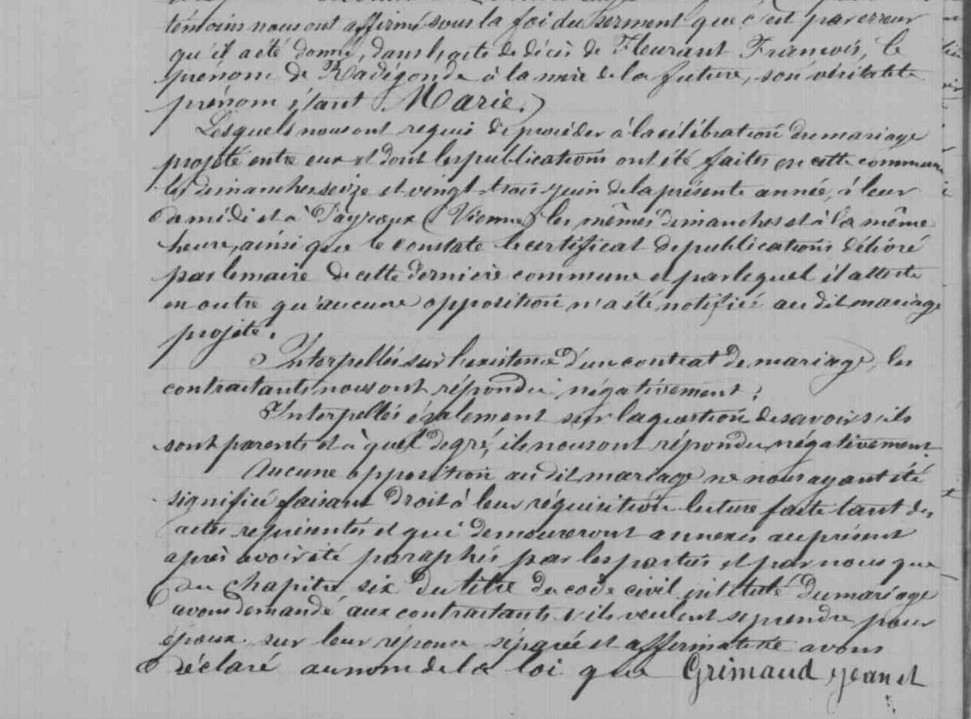 témoins nous ont affirmé sous la foi du serment que c'est par erreur
qu'il a été donné, dans l'acte de décès de Fleurant François, le
prénom de Radégonde à la mère de la future, son véritable
prénom étant Marie.
Lesquels nous ont requis de procéder à la célébration du mariage
projeté entre eux et dont les publications ont été faites en cette commune
les dimanches seize et vingt trois juin de la présente année, à leur
de midi et à Payroux (Vienne) les mêmes dimanches et à la même
heure, ainsi que le constate le certificat de publications délivré
par le maire de cette dernière commune et par lequel il atteste
en outre qu'aucune opposition n'a été notifiée au dit mariage
projeté.
Interpellés sur l'existence d'un contrat de mariage, les
contractants nous ont répondu négativement ;
Interpellés également sur la question de savoir s'ils
sont parents et à quel degré, ils nous ont répondu négativement.
Aucune opposition au dit mariage ne nous ayant été
signifiée faisant droit à leur réquisition lecture faite tant des
actes représentés et qui demeureront annexés au présent
après avoir été paraphés par les parties et par nous que
du chapitre six du titre du code civil intitulé du mariage
avons demandé aux contractants s'ils veulent se prendre pour
époux. sur leur réponse séparée et affirmative avons
déclaré au nom de la loi que Grimaud Jean et